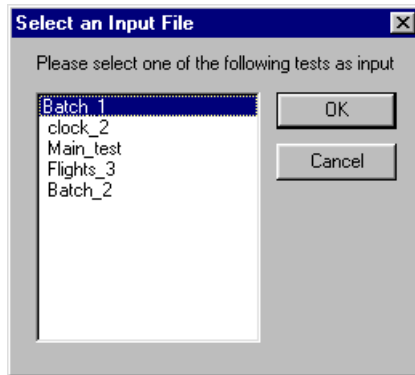 Select an Input File
Please select one of the following tests as input
Batch_1
clock_2
Main_test
Flights_3
Batch_2
OK
Cancel